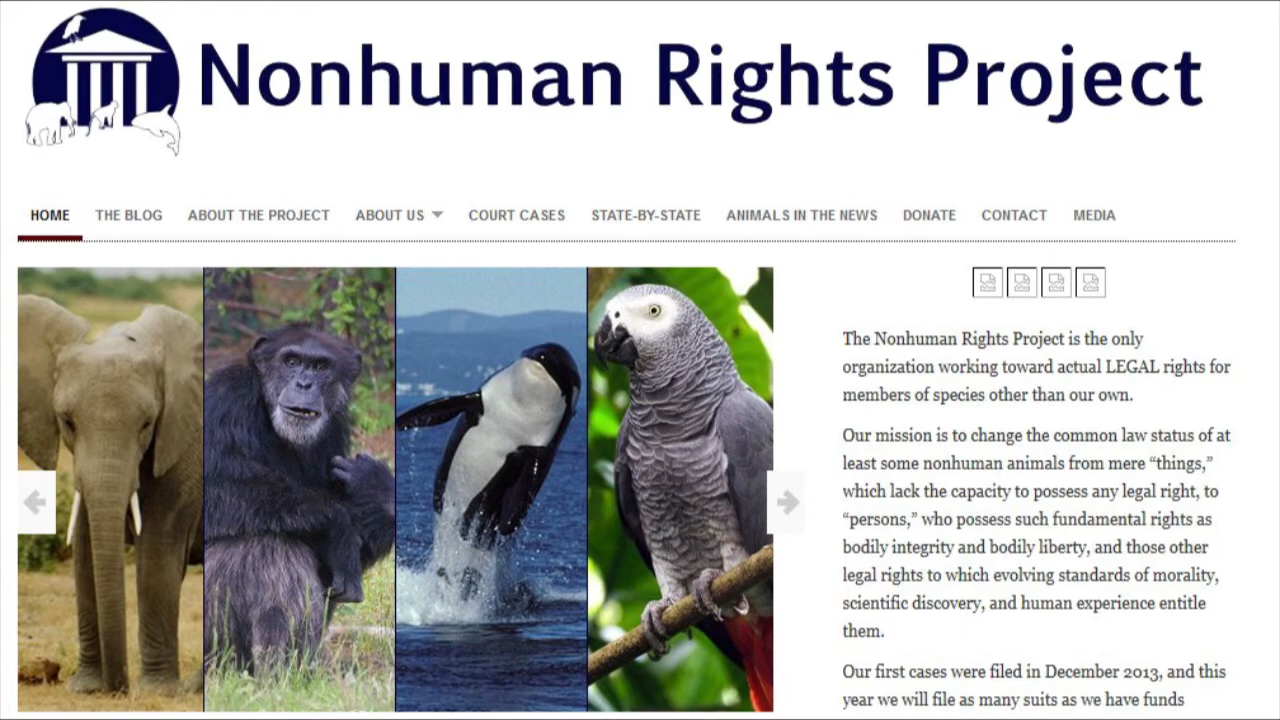 Nonhuman Rights Project
HOME THE BLOG ABOUT THE PROJECT ABOUT US COURT CASES STATE-BY-STATE ANIMALS IN THE NEWS DONATE CONTACT MEDIA
The Nonhuman Rights Project is the only
organization working toward actual LEGAL rights for
members of species other than our own.
Our mission is to change the common law status of at
least some nonhuman animals from mere “things,”
which lack the capacity to possess any legal right, to
“persons,” who possess such fundamental rights as
bodily integrity and bodily liberty, and those other
legal rights to which evolving standards of morality,
scientific discovery, and human experience entitle
them.
Our first cases were filed in December 2013, and this
year we will file as many suits as we have funds